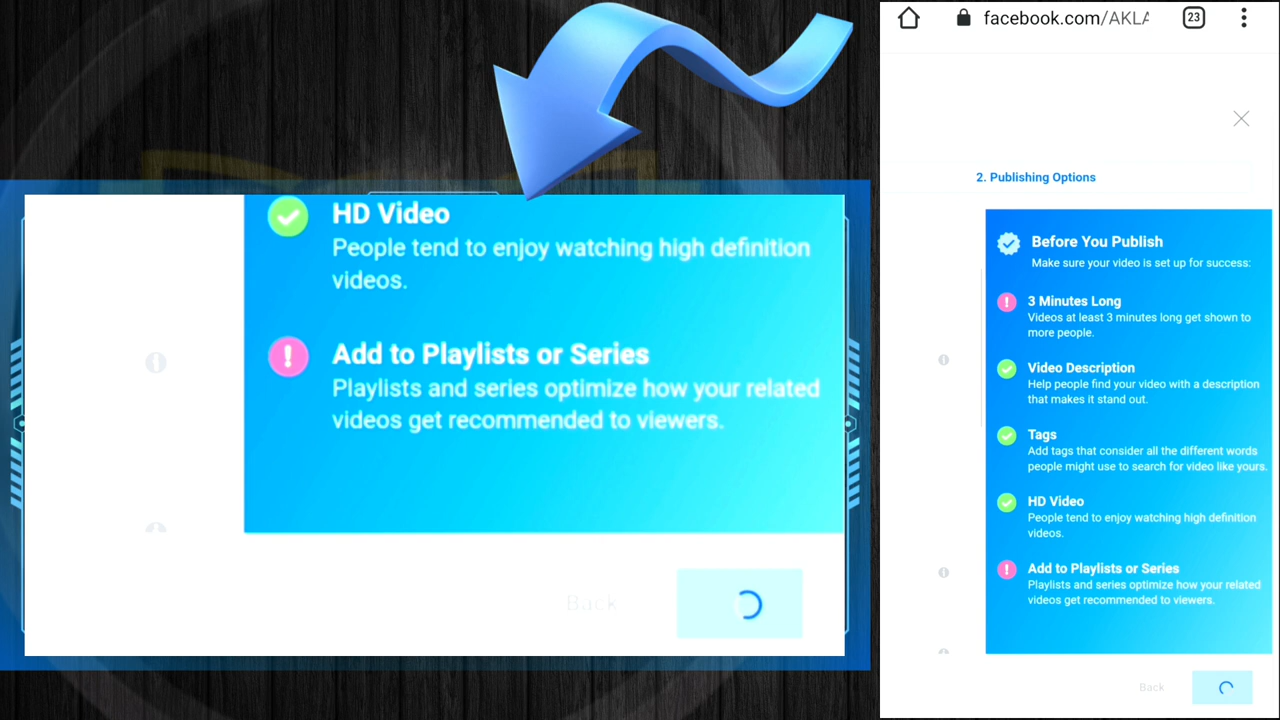 HD Video
People tend to enjoy watching high definition
videos.
Add to Playlists or Series
Playlists and series optimize how your related
videos get recommended to viewers.
Back
facebook.com/AKLA
23
2. Publishing Options
Before You Publish
Make sure your video is set up for success:
3 Minutes Long
Videos at least 3 minutes long get shown to
more people.
Video Description
Help people find your video with a description
that makes it stand out.
Tags
Add tags that consider all the different words
people might use to search for video like yours.
HD Video
People tend to enjoy watching high definition
videos.
Add to Playlists or Series
Playlists and series optimize how your related
videos get recommended to viewers.
Back